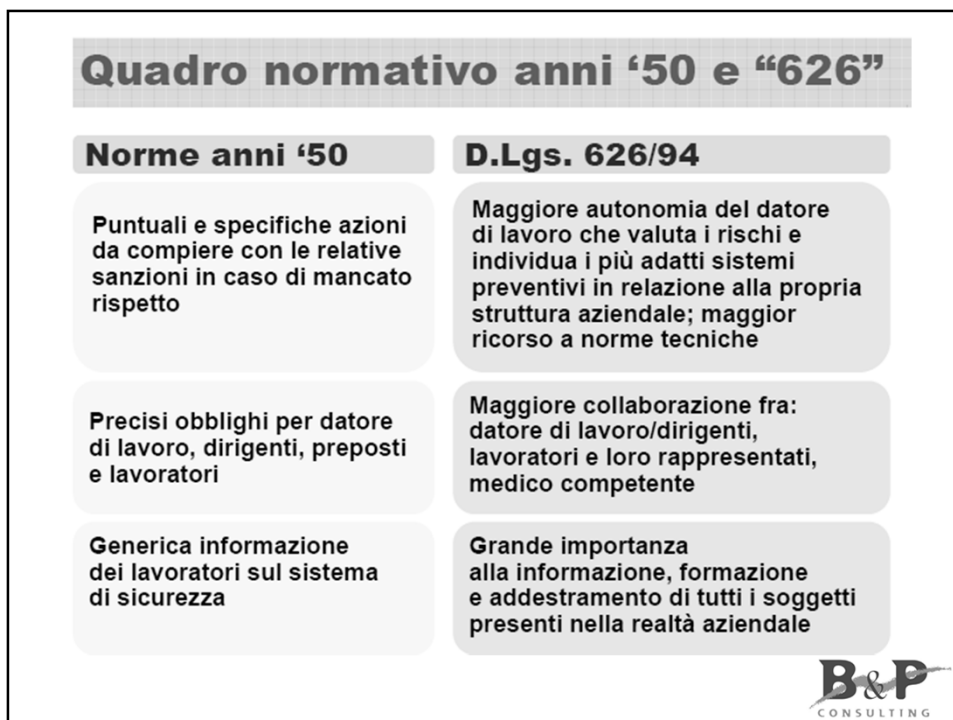 Quadro normativo anni ‘50 e “626”
Norme anni ‘50
D.Lgs. 626/94
Puntuali e specifiche azioni
da compiere con le relative
sanzioni in caso di mancato
rispetto
Maggiore autonomia del datore
di lavoro che valuta i rischi e
individua i più adatti sistemi
preventivi in relazione alla propria
struttura aziendale; maggior
ricorso a norme tecniche
Precisi obblighi per datore
di lavoro, dirigenti, preposti
e lavoratori
Maggiore collaborazione fra:
datore di lavoro/dirigenti,
lavoratori e loro rappresentati,
medico competente
Generica informazione
dei lavoratori sul sistema
di sicurezza
Grande importanza
alla informazione, formazione
e addestramento di tutti i soggetti
presenti nella realtà aziendale
B&P
CONSULTING